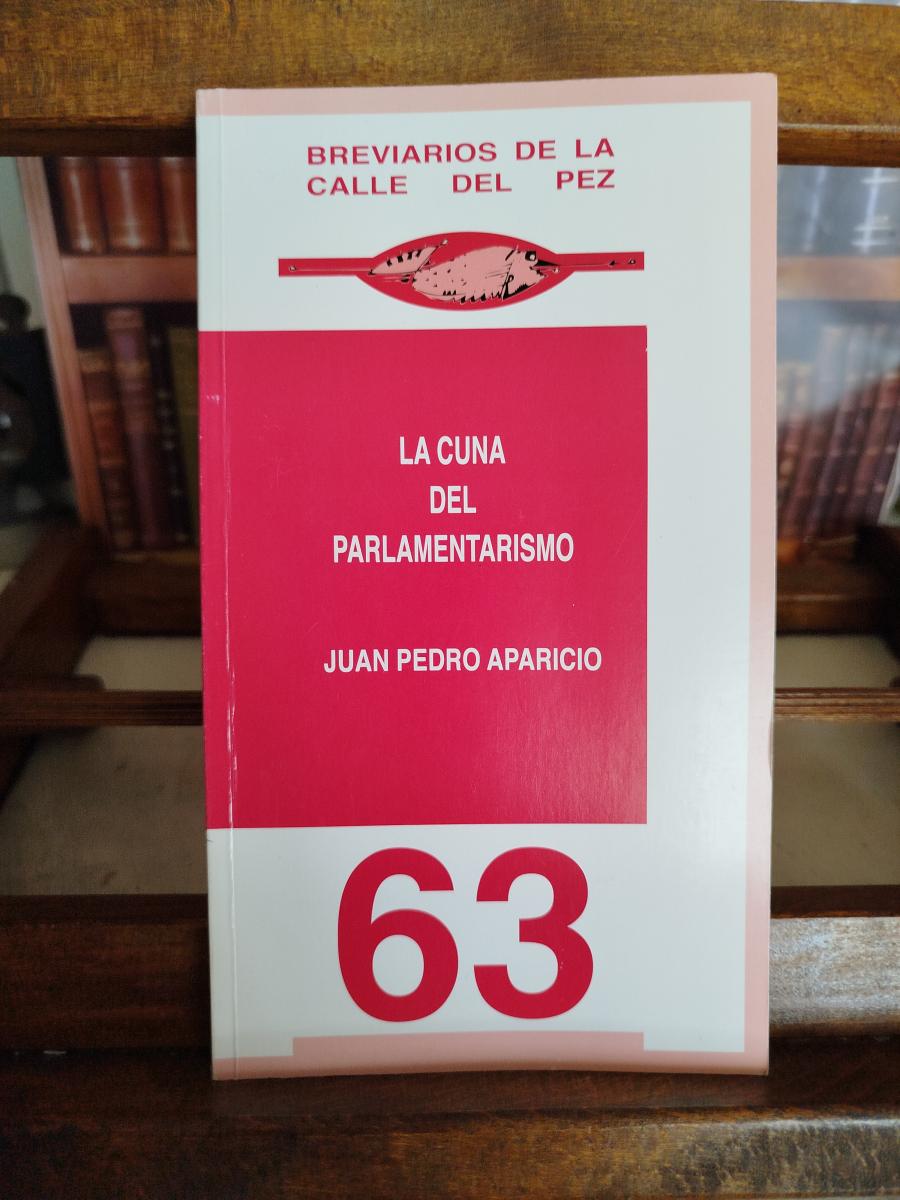 BREVIARIOS DE LA
CALLE DEL PEZ
LA CUNA
DEL
PARLAMENTARISMO
JUAN PEDRO APARICIO
63